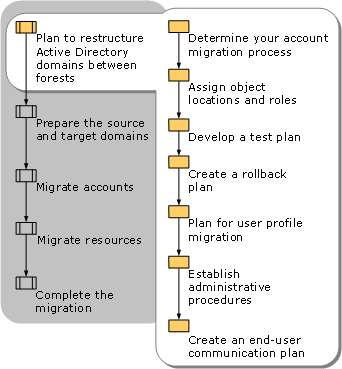 Plan to restructure
Active Directory
domains between
forests
Prepare the source
and target domains
Migrate accounts
Migrate resources
Complete the
migration
Determine your account
migration process
Assign object
locations and roles
Develop a test plan
Create a rollback
plan
Plan for user profile
migration
Establish
administrative
procedures
Create an end-user
communication plan